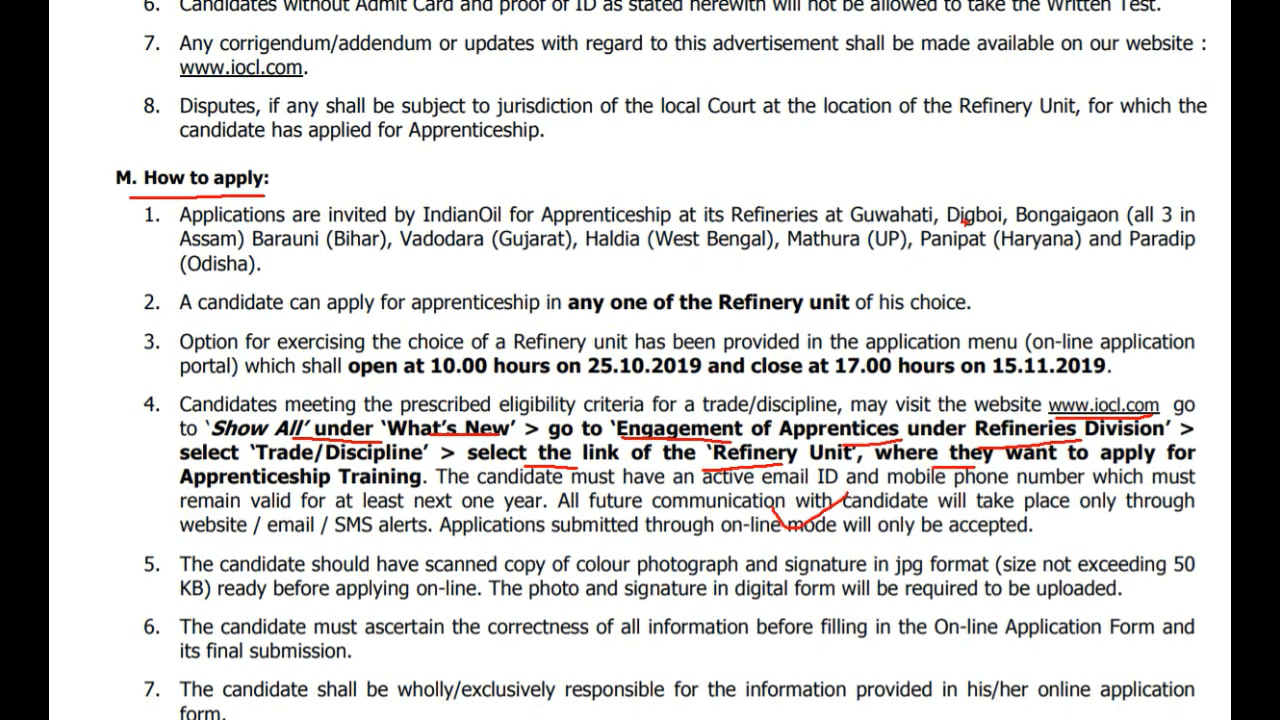 6. Candidates without Admit Card and proof of ID as stated herewith will not be allowed to take the Written Test.
7. Any corrigendum/addendum or updates with regard to this advertisement shall be made available on our website :
www.iocl.com.
8. Disputes, if any shall be subject to jurisdiction of the local Court at the location of the Refinery Unit, for which the
candidate has applied for Apprenticeship.
M. How to apply:
1. Applications are invited by IndianOil for Apprenticeship at its Refineries at Guwahati, Digboi, Bongaigaon (all 3 in
Assam) Barauni (Bihar), Vadodara (Gujarat), Haldia (West Bengal), Mathura (UP), Panipat (Haryana) and Paradip
(Odisha).
2. A candidate can apply for apprenticeship in any one of the Refinery unit of his choice.
3. Option for exercising the choice of a Refinery unit has been provided in the application menu (on-line application
portal) which shall open at 10.00 hours on 25.10.2019 and close at 17.00 hours on 15.11.2019.
4. Candidates meeting the prescribed eligibility criteria for a trade/discipline, may visit the website www.iocl.com go
to ‘Show All’ under ‘What’s New’ > go to ‘Engagement of Apprentices under Refineries Division’ >
select ‘Trade/Discipline’ > select the link of the ‘Refinery Unit’, where they want to apply for
Apprenticeship Training. The candidate must have an active email ID and mobile phone number which must
remain valid for at least next one year. All future communication with candidate will take place only through
website / email / SMS alerts. Applications submitted through on-line mode will only be accepted.
5. The candidate should have scanned copy of colour photograph and signature in jpg format (size not exceeding 50
KB) ready before applying on-line. The photo and signature in digital form will be required to be uploaded.
6. The candidate must ascertain the correctness of all information before filling in the On-line Application Form and
its final submission.
7. The candidate shall be wholly/exclusively responsible for the information provided in his/her online application
form.